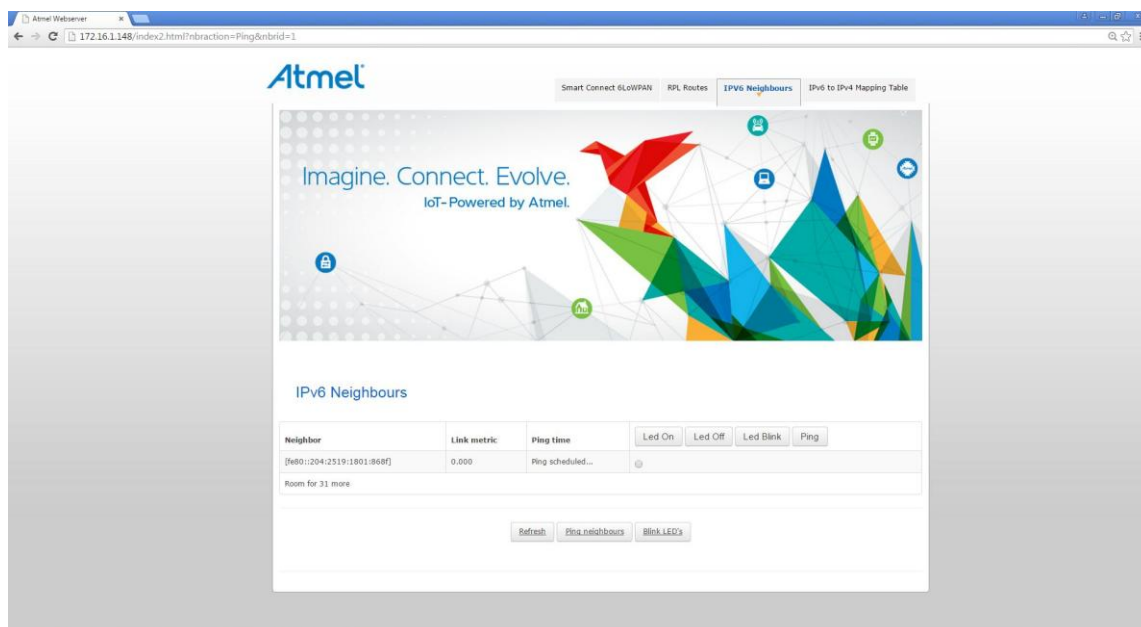 Atmel Webserver
172.16.1.148/index2.html?nbraction=Ping&nbrid=1
Atmel
Smart Connect 6LoWPAN RPL Routes IPV6 Neighbours IPv6 to IPv4 Mapping Table
Imagine. Connect. Evolve.
IoT-Powered by Atmel.
IPv6 Neighbours
Neighbor Link metric Ping time Led On Led Off Led Blink Ping
[fe80::204:2519:1801:868f] 0.000 Ping scheduled...
Room for 31 more
Refresh Ping neighbours Blink LED's